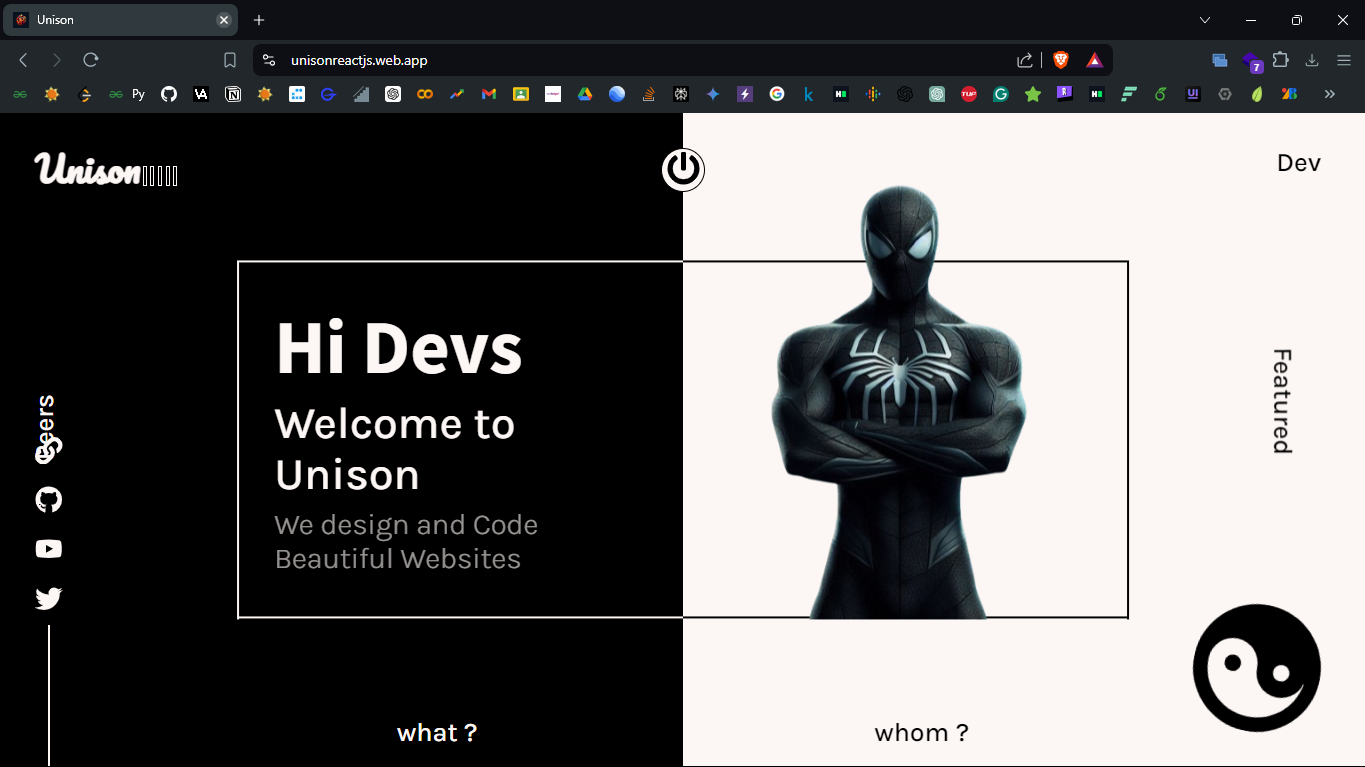 Unison
unisonreactjs.web.app
7
Py
Unison
Dev
Hi Devs
Welcome to
Unison
We design and Code
Beautiful Websites
Peers
Featured
what ?
whom ?